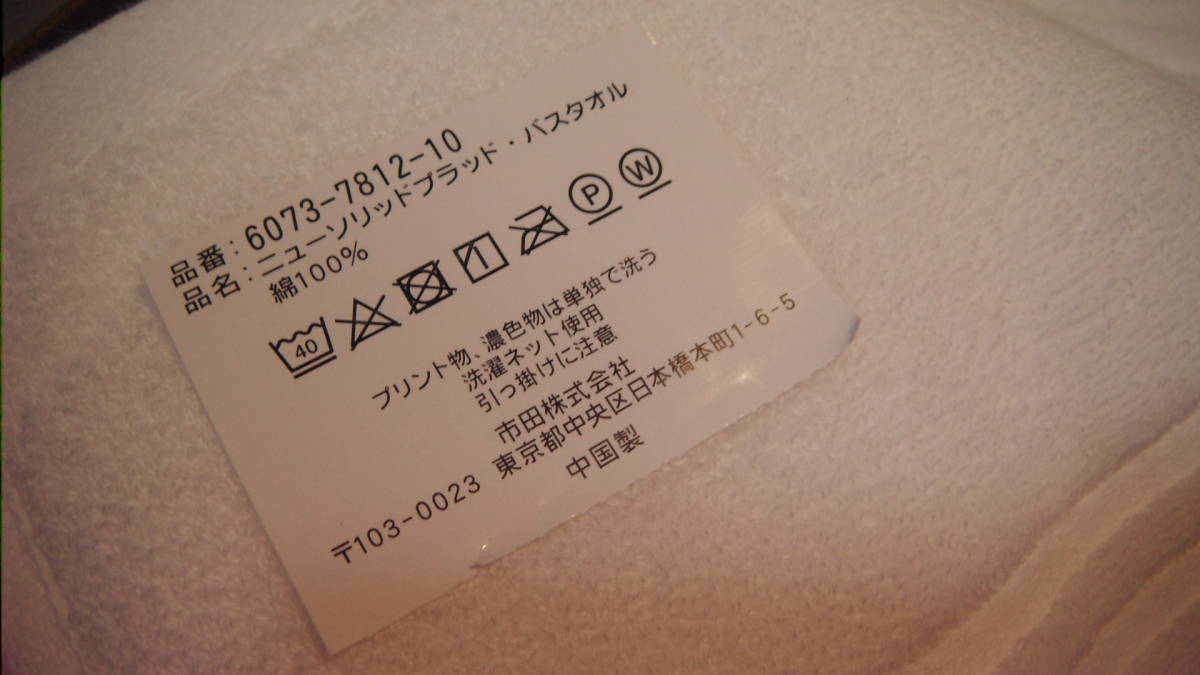 品番：6073-7812-10
品名：ニューソリッドプラッド・バスタオル
綿100%
40 P W
プリント物、濃色物は単独で洗う
洗濯ネット使用
引っ掛けに注意
市田株式会社
〒103-0023 東京都中央区日本橋本町1-6-5
中国製